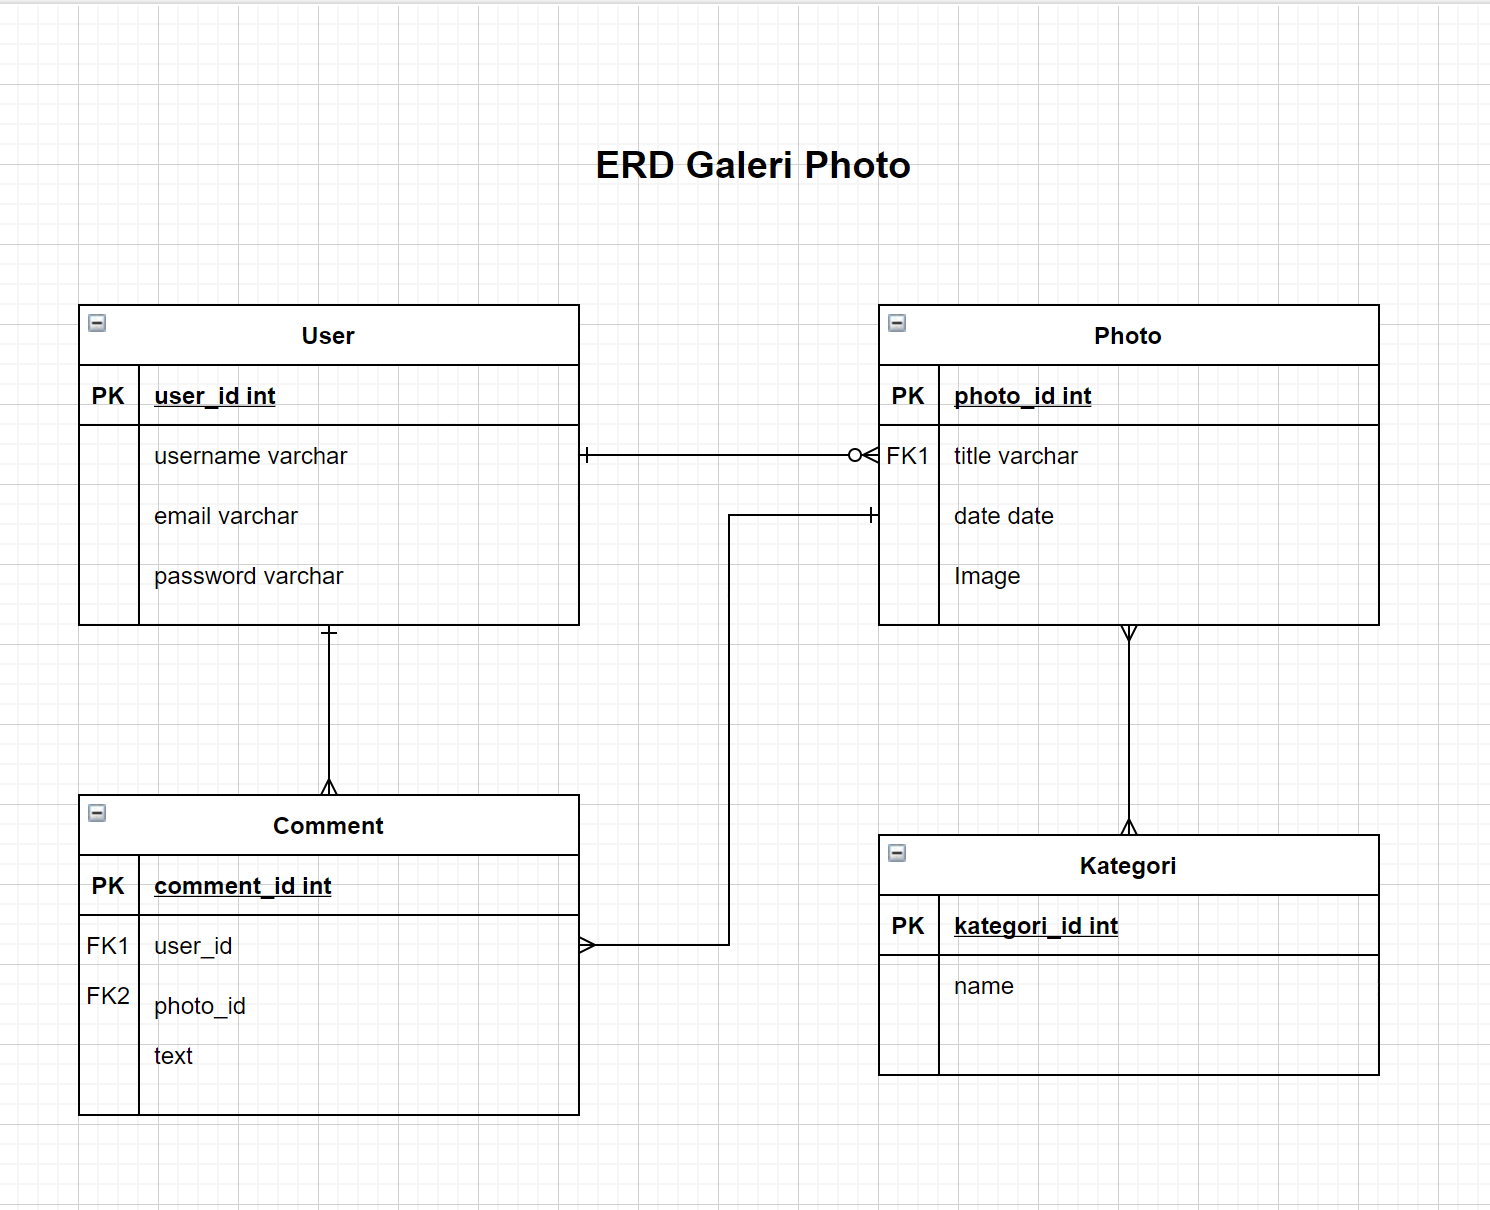 ERD Galeri Photo
User
PK user_id int
username varchar
email varchar
password varchar
Photo
PK photo_id int
FK1 title varchar
date date
Image
Comment
PK comment_id int
FK1 user_id
FK2 photo_id
text
Kategori
PK kategori_id int
name